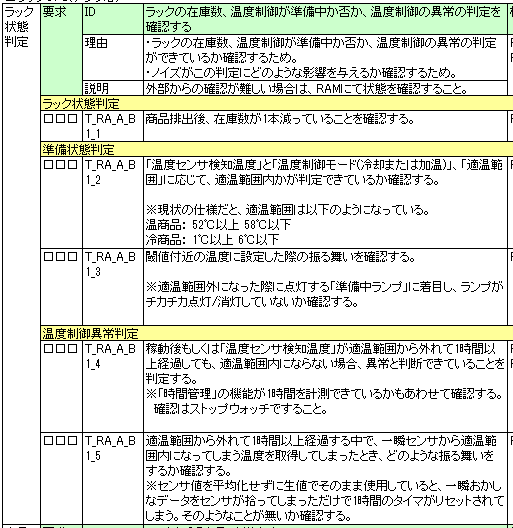 ラック
状態
判定
要求
ID
ラックの在庫数、温度制御が準備中か否か、温度制御の異常の判定を
確認する
理由
・ラックの在庫数、温度制御が準備中か否か、温度制御の異常の判定
ができているか確認するため。
・ノイズがこの判定にどのような影響を与えるか確認するため。
説明
外部からの確認が難しい場合は、RAMにて状態を確認すること。
ラック状態判定
□□□
T_RA_A_B
1_1
商品排出後、在庫数が1本減っていることを確認する。
準備状態判定
□□□
T_RA_A_B
1_2
「温度センサ検知温度」と「温度制御モード(冷却または加温)」、「適温範
囲」に応じて、適温範囲内かが判定できているか確認する。
※現状の仕様だと、適温範囲は以下のようになっている。
温商品: 52℃以上 58℃以下
冷商品: 1℃以上 6℃以下
□□□
T_RA_A_B
1_3
閾値付近の温度に設定した際の振る舞いを確認する。
※適温範囲外になった際に点灯する「準備中ランプ」に着目し、ランプが
チカチカ点灯/消灯していないか確認する。
温度制御異常判定
□□□
T_RA_A_B
1_4
稼動後もしくは「温度センサ検知温度」が適温範囲から外れて1時間以
上経過しても、適温範囲内にならない場合、異常と判断できていることを
判定する。
※「時間管理」の機能が1時間を計測できているかもあわせて確認する。
確認はストップウォッチですること。
□□□
T_RA_A_B
1_5
適温範囲から外れて1時間以上経過する中で、一瞬センサから適温範
囲内になってしまう温度を取得してしまったとき、どのような振る舞いを
するか確認する。
※センサ値を平均化せずに生値でそのまま使用していると、一瞬おかし
なデータをセンサが拾ってしまっただけで1時間のタイマがリセットされて
しまう。そのようなことが無いか確認する。